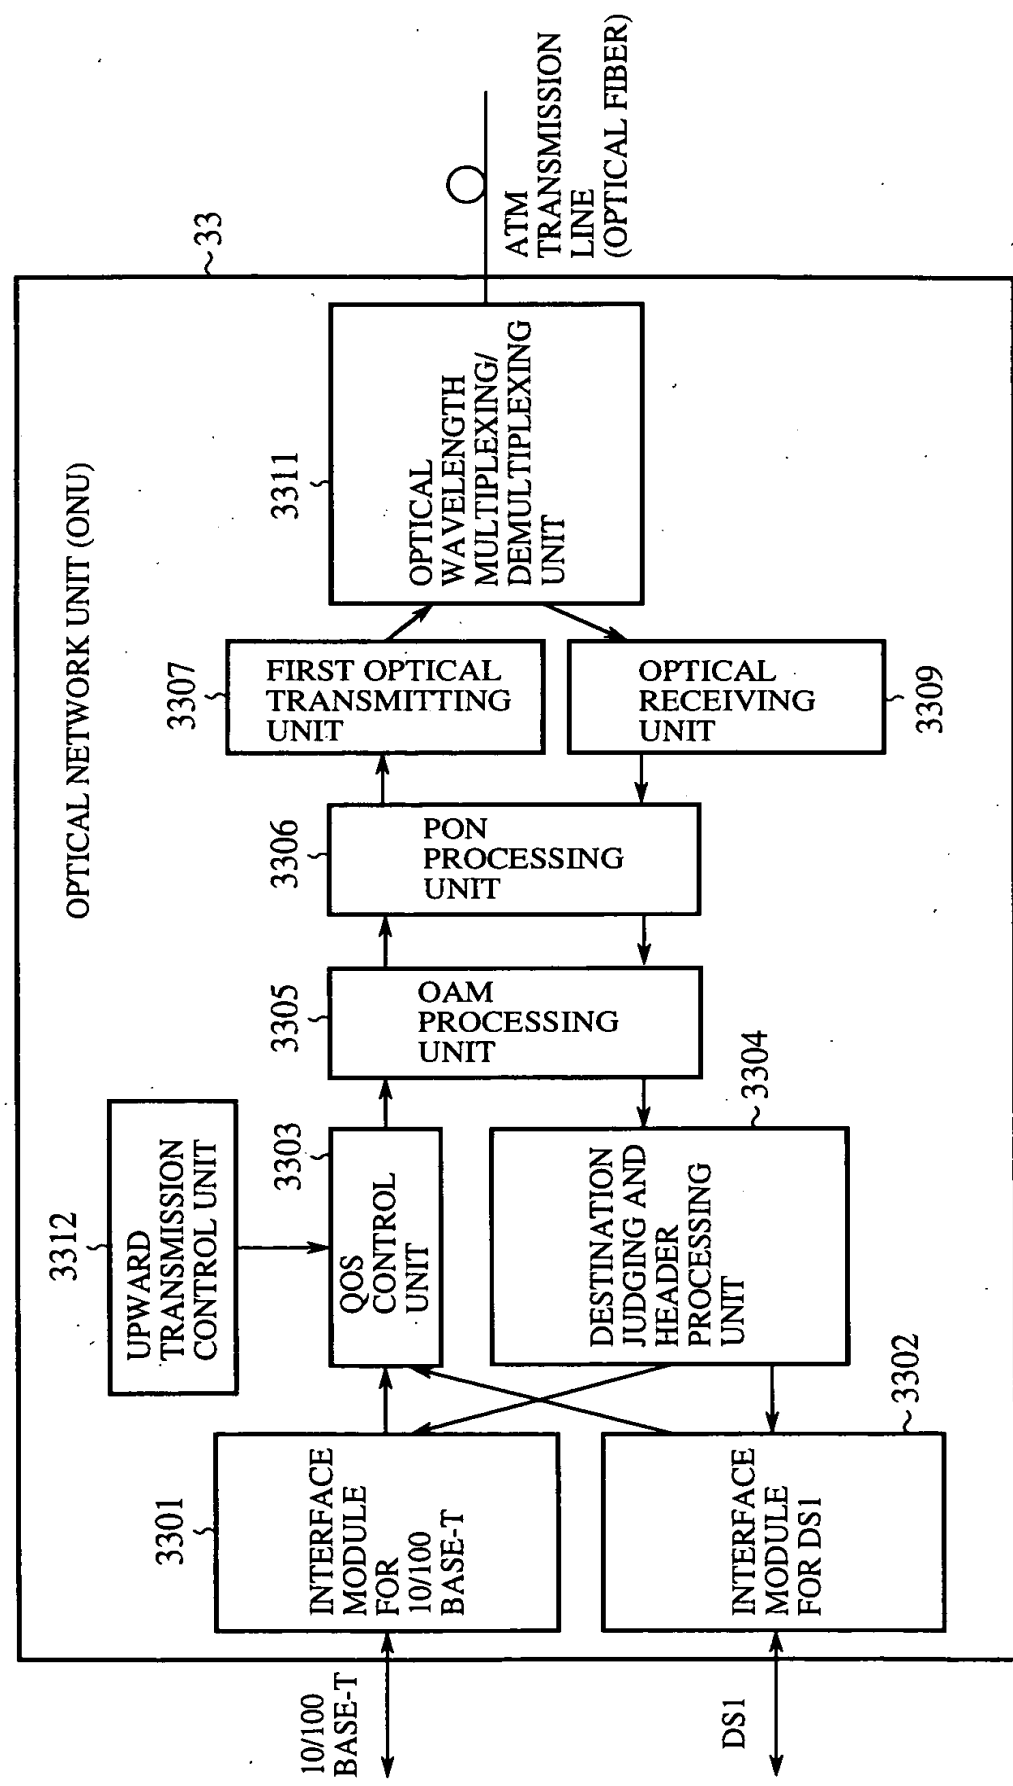 OPTICAL NETWORK UNIT (ONU)
33
10/100
BASE-T
DS1
3301
INTERFACE
MODULE
FOR
10/100
BASE-T
3302
INTERFACE
MODULE
FOR DS1
3312
UPWARD
TRANSMISSION
CONTROL UNIT
3303
QOS
CONTROL
UNIT
3304
DESTINATION
JUDGING AND
HEADER
PROCESSING
UNIT
3305
OAM
PROCESSING
UNIT
3306
PON
PROCESSING
UNIT
3307
FIRST OPTICAL
TRANSMITTING
UNIT
3309
OPTICAL
RECEIVING
UNIT
3311
OPTICAL
WAVELENGTH
MULTIPLEXING/
DEMULTIPLEXING
UNIT
ATM
TRANSMISSION
LINE
(OPTICAL FIBER)